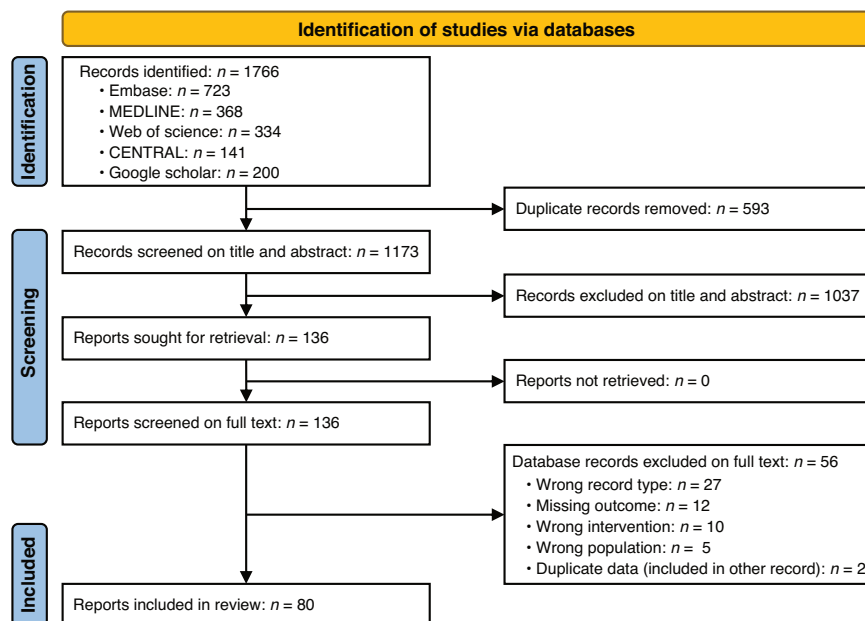 Identification of studies via databases
Identification
Records identified: n = 1766
• Embase: n = 723
• MEDLINE: n = 368
• Web of science: n = 334
• CENTRAL: n = 141
• Google scholar: n = 200
Duplicate records removed: n = 593
Screening
Records screened on title and abstract: n = 1173
Records excluded on title and abstract: n = 1037
Reports sought for retrieval: n = 136
Reports not retrieved: n = 0
Reports screened on full text: n = 136
Database records excluded on full text: n = 56
• Wrong record type: n = 27
• Missing outcome: n = 12
• Wrong intervention: n = 10
• Wrong population: n = 5
• Duplicate data (included in other record): n = 2
Included
Reports included in review: n = 80